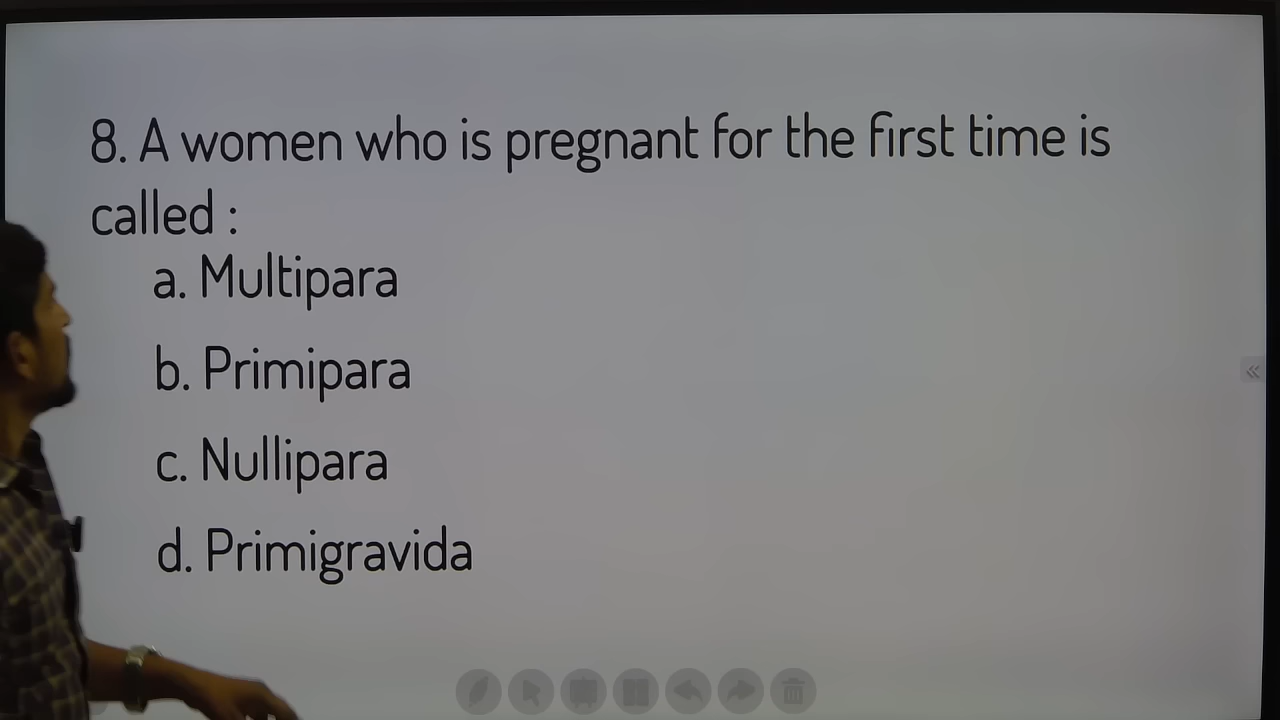 8. A women who is pregnant for the first time is
called :
a. Multipara
b. Primipara
c. Nullipara
d. Primigravida